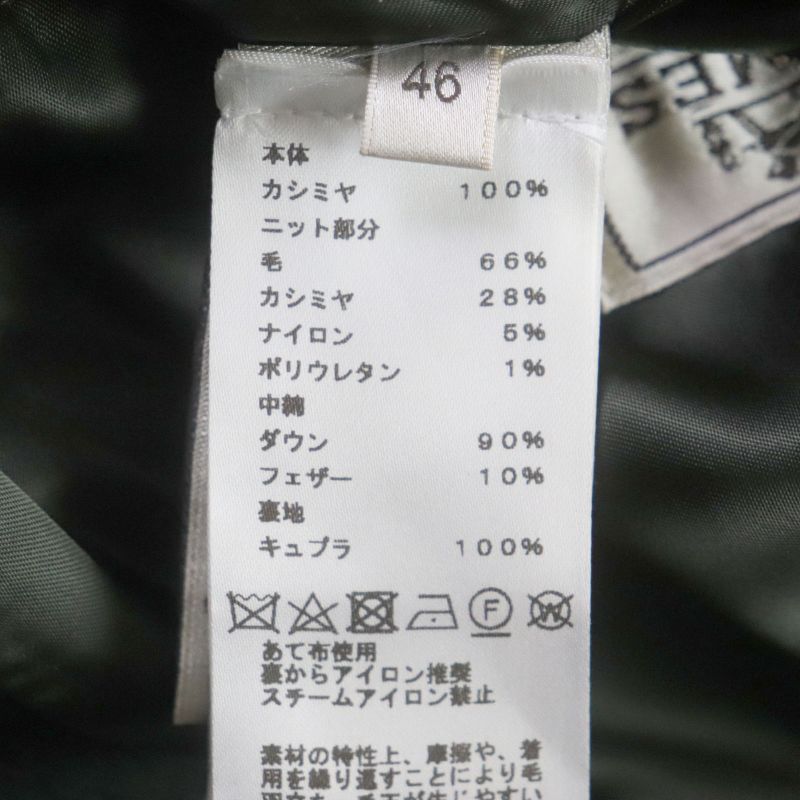 46
本体
カシミヤ 100%
ニット部分
毛 66%
カシミヤ 28%
ナイロン 5%
ポリウレタン 1%
中綿
ダウン 90%
フェザー 10%
裏地
キュプラ 100%
F W
あて布使用
裏からアイロン推奨
スチームアイロン禁止
素材の特性上、摩擦や、着
用を繰り返すことにより毛